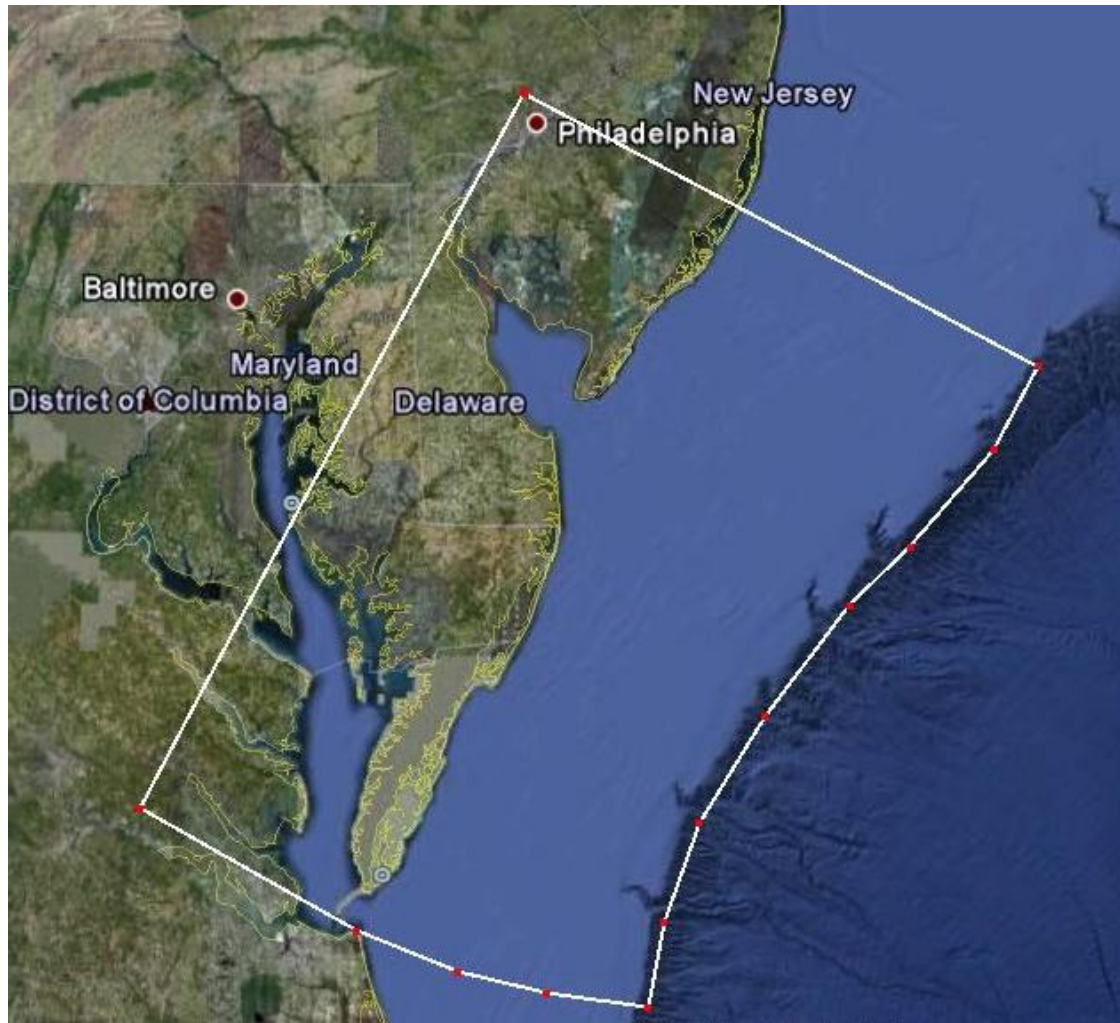 New Jersey
Philadelphia
Baltimore
Maryland
District of Columbia
Delaware